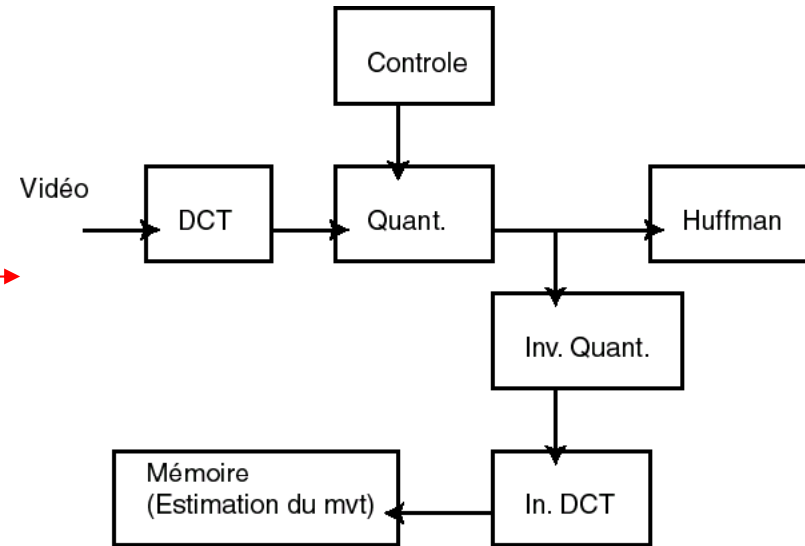 Controle
Vidéo
DCT
Quant.
Huffman
Inv. Quant.
Mémoire
(Estimation du mvt)
In. DCT